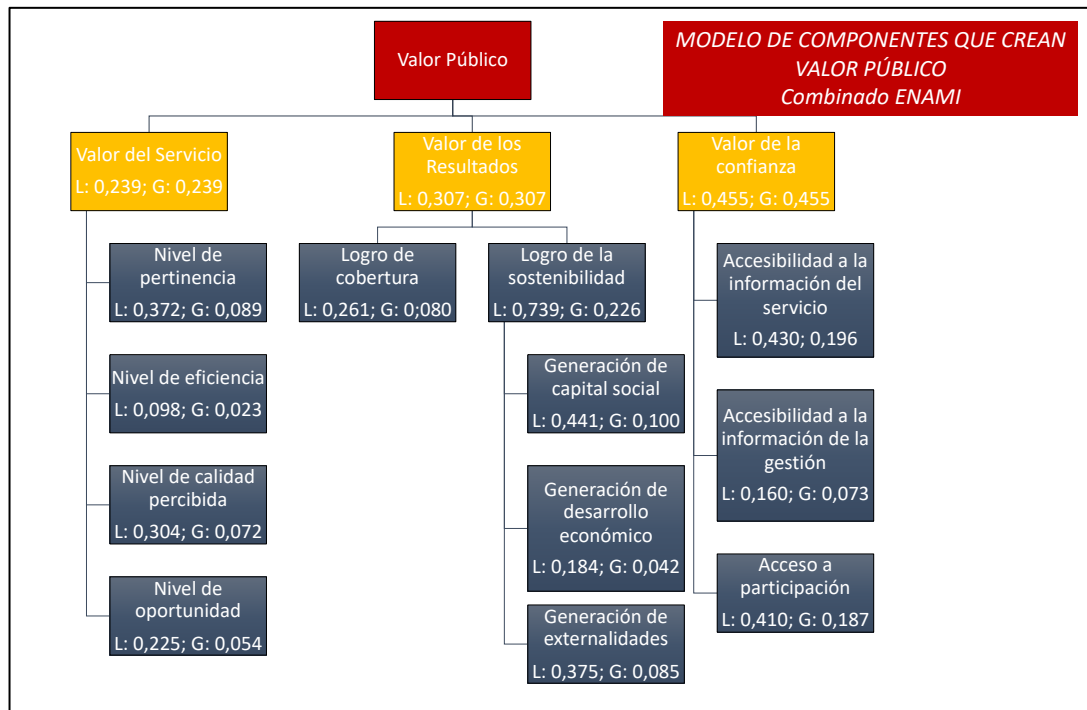 Valor Público
MODELO DE COMPONENTES QUE CREAN
VALOR PÚBLICO
Combinado ENAMI
Valor del Servicio
L: 0,239; G: 0,239
Valor de los
Resultados
L: 0,307; G: 0,307
Valor de la
confianza
L: 0,455; G: 0,455
Nivel de
pertinencia
L: 0,372; G: 0,089
Nivel de eficiencia
L: 0,098; G: 0,023
Nivel de calidad
percibida
L: 0,304; G: 0,072
Nivel de
oportunidad
L: 0,225; G: 0,054
Logro de
cobertura
L: 0,261; G: 0;080
Logro de la
sostenibilidad
L: 0,739; G: 0,226
Generación de
capital social
L: 0,441; G: 0,100
Generación de
desarrollo
económico
L: 0,184; G: 0,042
Generación de
externalidades
L: 0,375; G: 0,085
Accesibilidad a la
información del
servicio
L: 0,430; 0,196
Accesibilidad a la
información de la
gestión
L: 0,160; G: 0,073
Acceso a
participación
L: 0,410; G: 0,187